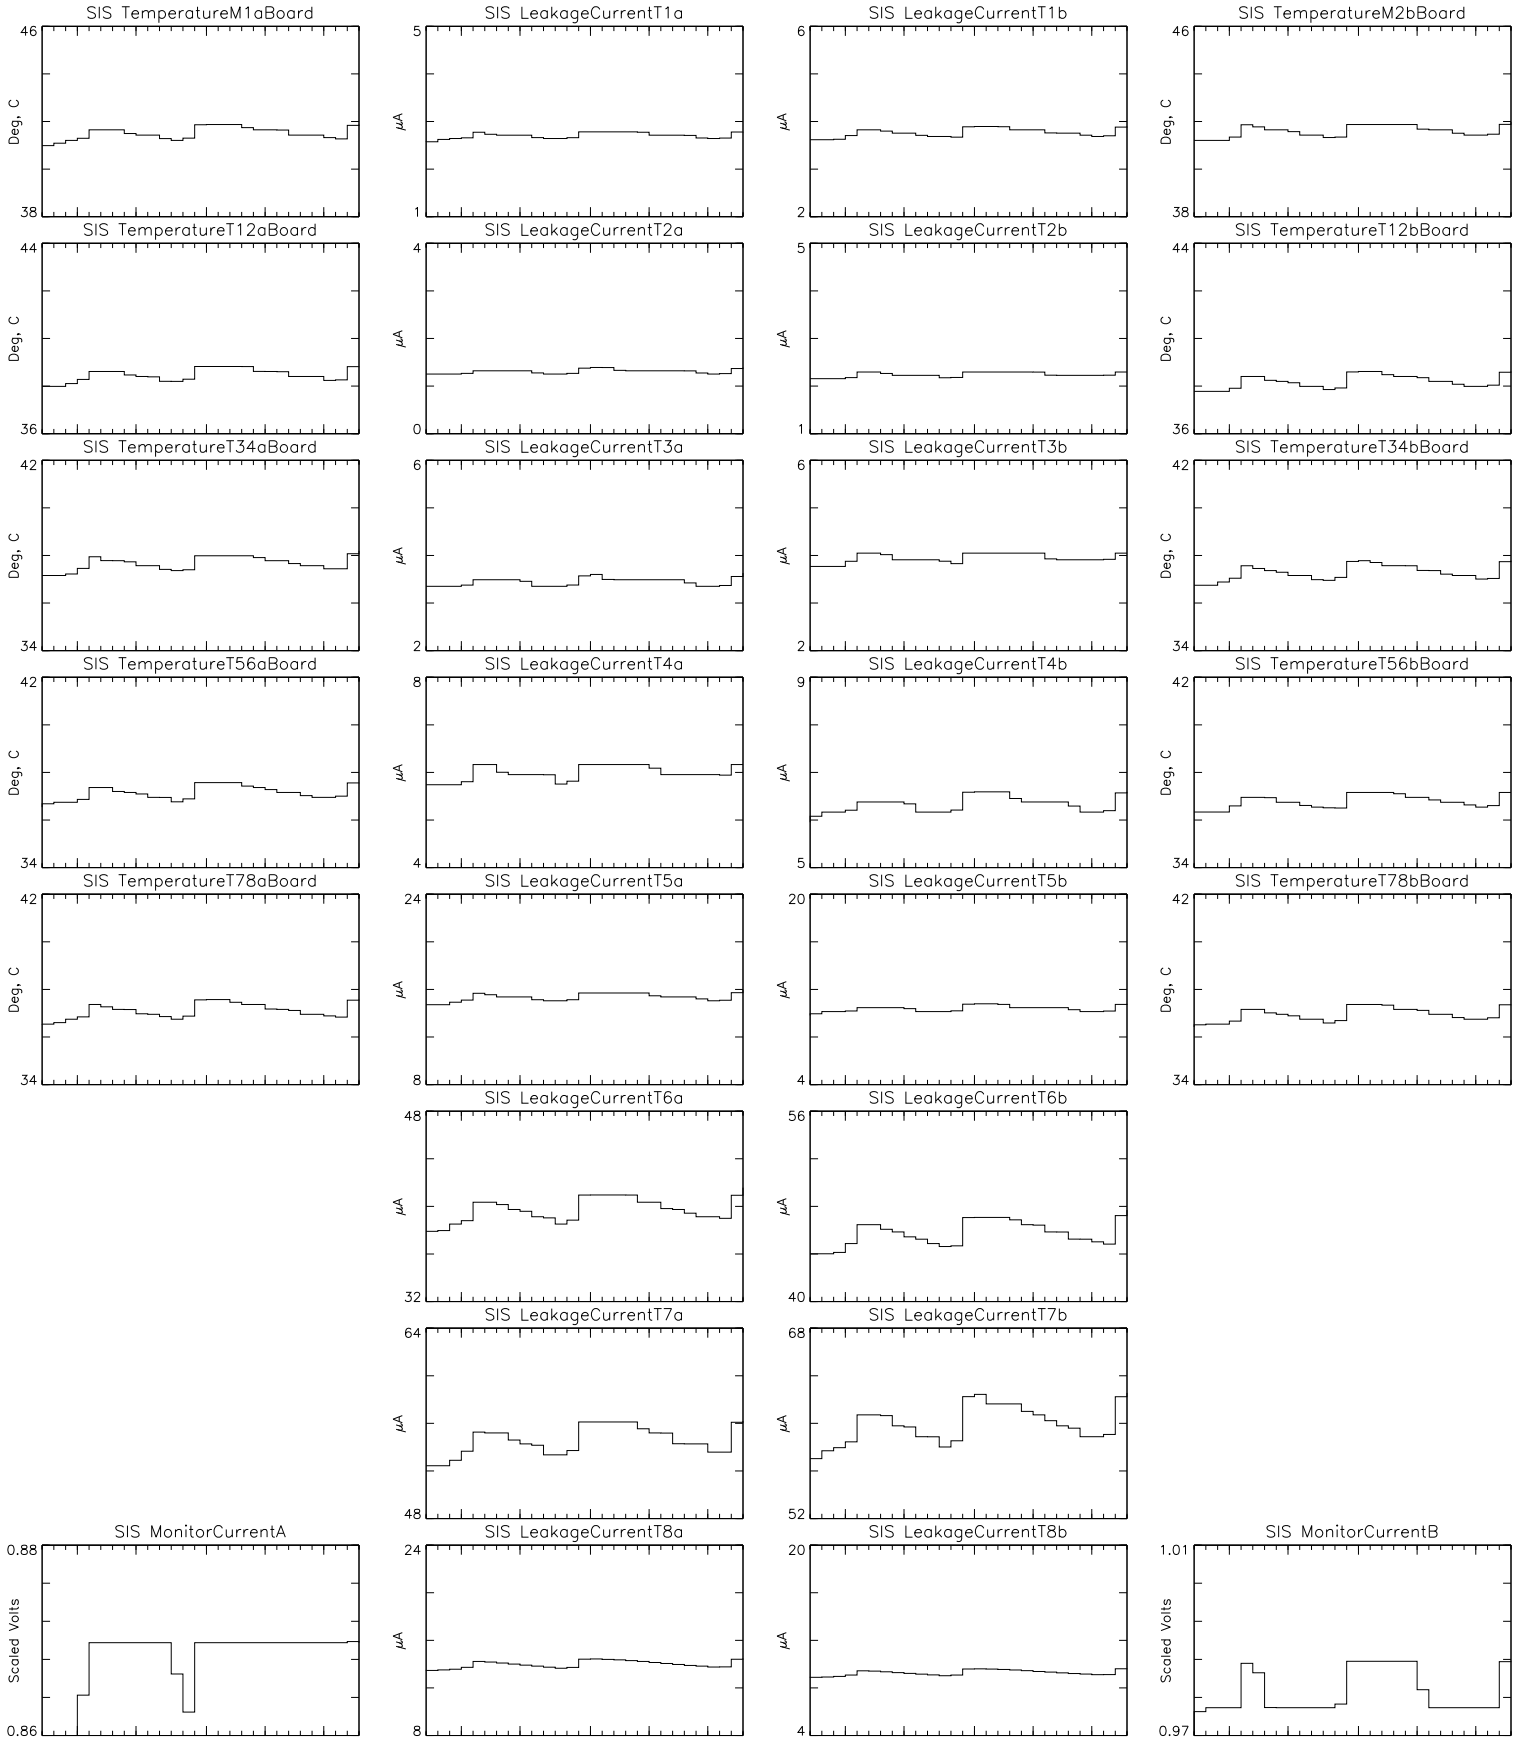 SIS TemperatureM1aBoard
46
Deg, C
38
SIS LeakageCurrentT1a
5
μA
1
SIS LeakageCurrentT1b
6
μA
2
SIS TemperatureM2bBoard
46
Deg, C
38
SIS TemperatureT12aBoard
44
Deg, C
36
SIS LeakageCurrentT2a
4
μA
0
SIS LeakageCurrentT2b
5
μA
1
SIS TemperatureT12bBoard
44
Deg, C
36
SIS TemperatureT34aBoard
42
Deg, C
34
SIS LeakageCurrentT3a
6
μA
2
SIS LeakageCurrentT3b
6
μA
2
SIS TemperatureT34bBoard
42
Deg, C
34
SIS TemperatureT56aBoard
42
Deg, C
34
SIS LeakageCurrentT4a
8
μA
4
SIS LeakageCurrentT4b
9
μA
5
SIS TemperatureT56bBoard
42
Deg, C
34
SIS TemperatureT78aBoard
42
Deg, C
34
SIS LeakageCurrentT5a
24
μA
8
SIS LeakageCurrentT5b
20
μA
4
SIS TemperatureT78bBoard
42
Deg, C
34
SIS LeakageCurrentT6a
48
μA
32
SIS LeakageCurrentT6b
56
μA
40
SIS LeakageCurrentT7a
64
μA
48
SIS LeakageCurrentT7b
68
μA
52
SIS MonitorCurrentA
0.88
Scaled Volts
0.86
SIS LeakageCurrentT8a
24
μA
8
SIS LeakageCurrentT8b
20
μA
4
SIS MonitorCurrentB
1.01
Scaled Volts
0.97